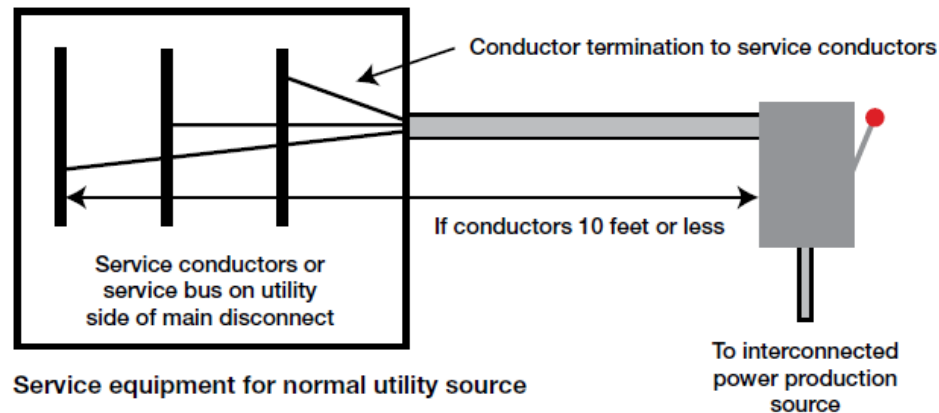 Conductor termination to service conductors
If conductors 10 feet or less
Service conductors or
service bus on utility
side of main disconnect
To interconnected
power production
source
Service equipment for normal utility source